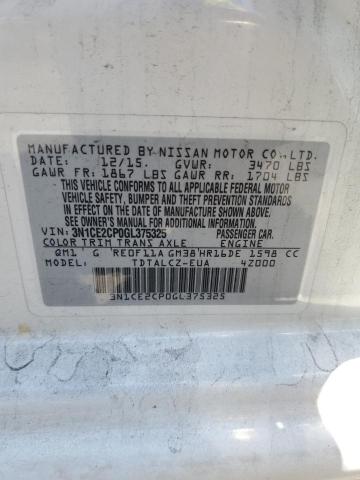 MANUFACTURED BY NISSAN MOTOR CO., LTD.
DATE: 12/15. GVWR: 3470 LBS
GAWR FR: 1867 LBS GAWR RR: 1704 LBS
THIS VEHICLE CONFORMS TO ALL APPLICABLE FEDERAL MOTOR
VEHICLE SAFETY, BUMPER, AND THEFT PREVENTION STANDARDS
IN EFFECT ON THE DATE OF MANUFACTURE SHOWN ABOVE.
SEE OWNER'S MANUAL FOR ADDITIONAL INFORMATION.
VIN: 3N1CE2CP0GL375325 PASSENGER CAR.
COLOR TRIM TRANS AXLE ENGINE
QM1 G RE0F11A GM38 HR16DE 1598 CC
MODEL TDTALCZ-EUA 4Z000
3N1CE2CP0GL375325